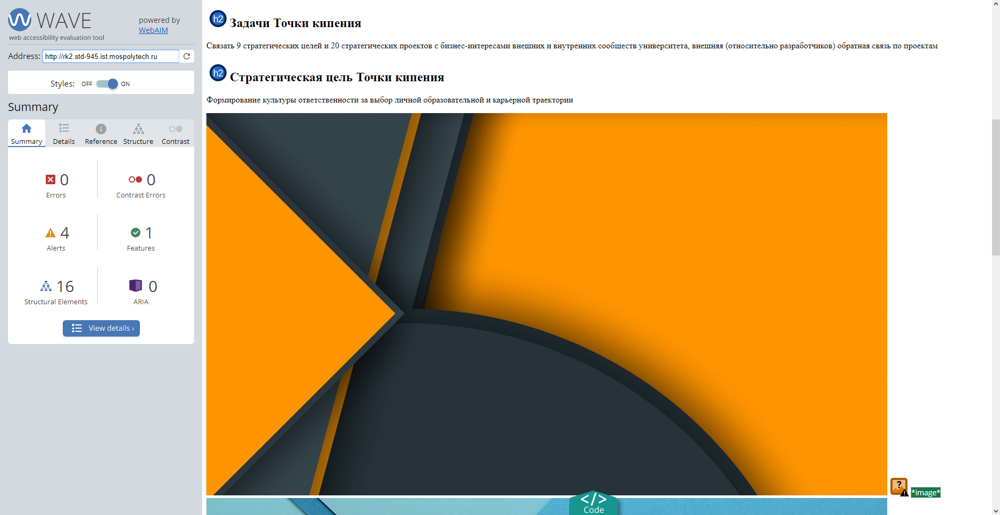 WAVE
web accessibility evaluation tool
powered by
WebAIM
Address: http://rk2.std-945.ist.mospolytech.ru
Styles: OFF ON
Summary
Summary Details Reference Structure Contrast
0 0
Errors Contrast Errors
4 1
Alerts Features
16 0
Structural Elements ARIA
View details ›
h2 Задачи Точки кипения
Связать 9 стратегических целей и 20 стратегических проектов с бизнес-интересами внешних и внутренних сообществ университета, внешняя (относительно разработчиков) обратная связь по проектам
h2 Стратегическая цель Точки кипения
Формирование культуры ответственности за выбор личной образовательной и карьерной траектории
? *image*
</>
Code